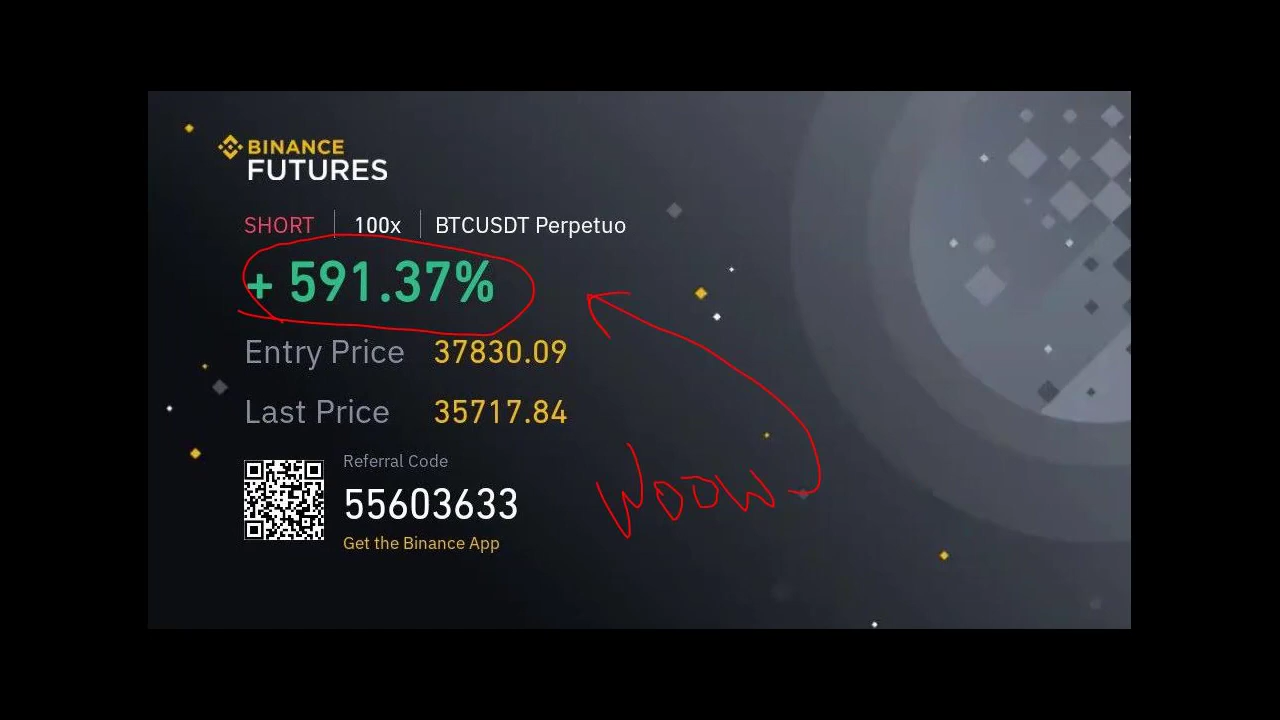 BINANCE
FUTURES
SHORT | 100x | BTCUSDT Perpetuo
+ 591.37%
Entry Price 37830.09
Last Price 35717.84
Referral Code
55603633
Get the Binance App
WOOW